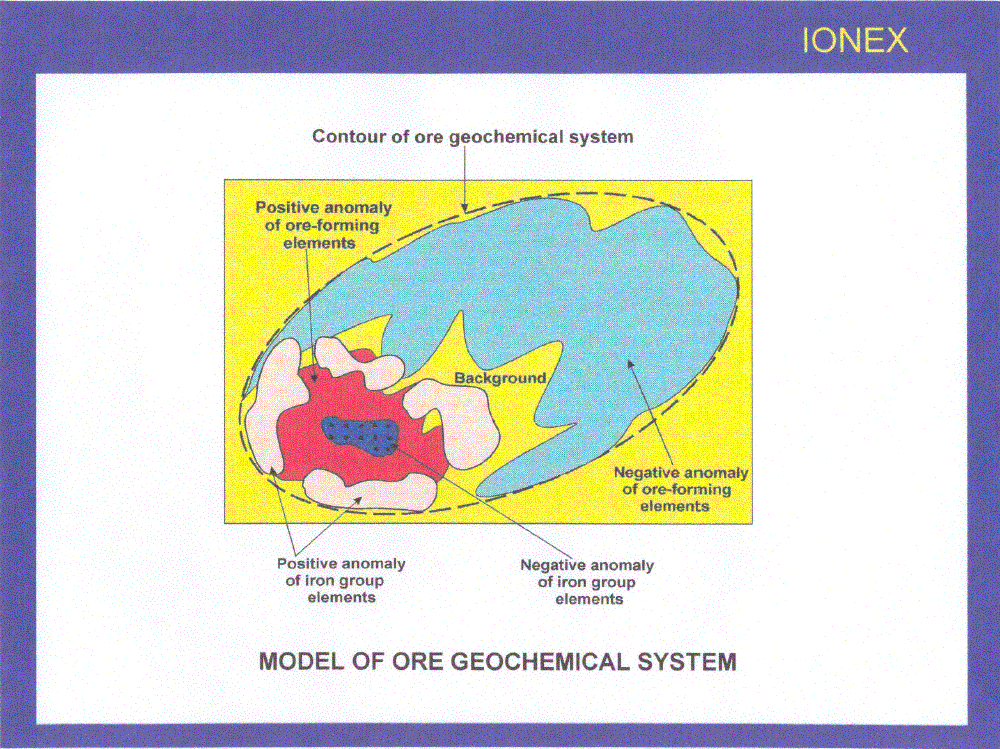 IONEX
Contour of ore geochemical system
Positive anomaly
of ore-forming
elements
Background
Negative anomaly
of ore-forming
elements
Positive anomaly
of iron group
elements
Negative anomaly
of iron group
elements
MODEL OF ORE GEOCHEMICAL SYSTEM